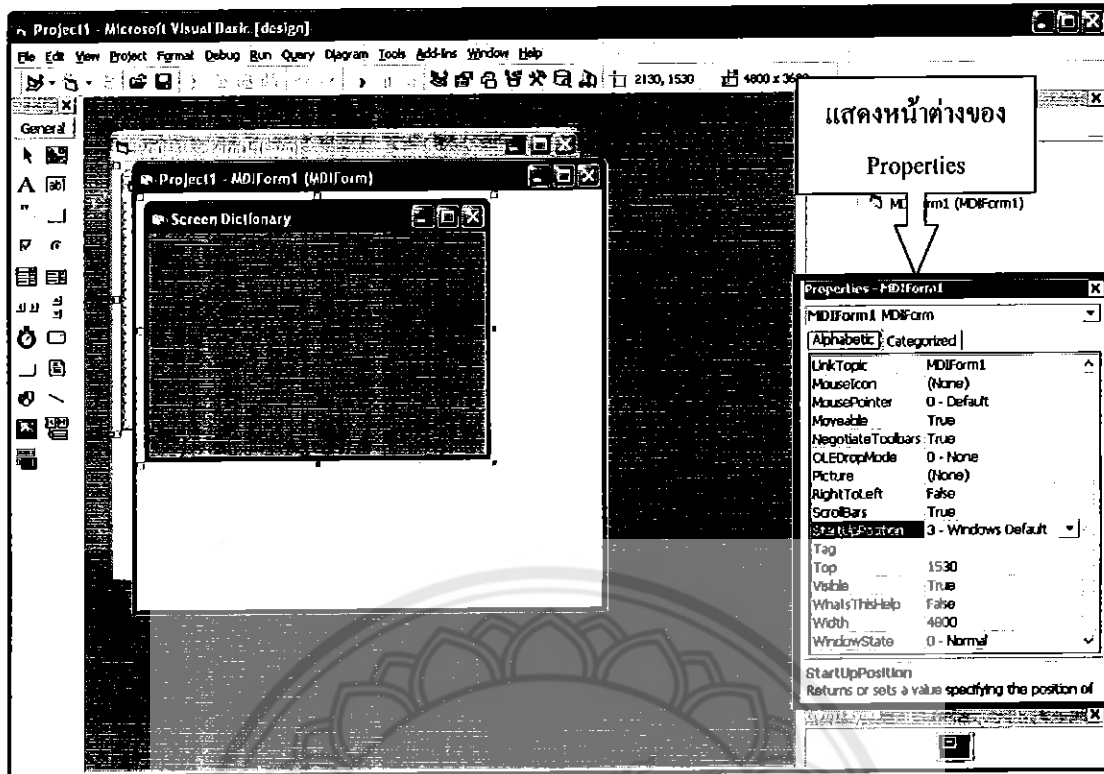 Project1 - Microsoft Visual Basic [design]
File Edit View Project Format Debug Run Query Diagram Tools Add-Ins Window Help
2130, 1530 4800 x
General
แสดงหน้าต่างของ
Properties
Project1 - MDIForm1 (MDIForm)
Screen Dictionary
(MDIForm1)
Properties - MDIForm1
MDIForm1 MDIForm
Alphabetic Categorized
LinkTopic MDIForm1
MouseIcon (None)
MousePointer 0 - Default
Moveable True
NegotiateToolbars True
OLEDropMode 0 - None
Picture (None)
RightToLeft False
ScrollBars True
StartUpPosition 3 - Windows Default
Tag
Top 1530
Visible True
WhatsThisHelp False
Width 4800
WindowState 0 - Normal
StartUpPosition
Returns or sets a value specifying the position of